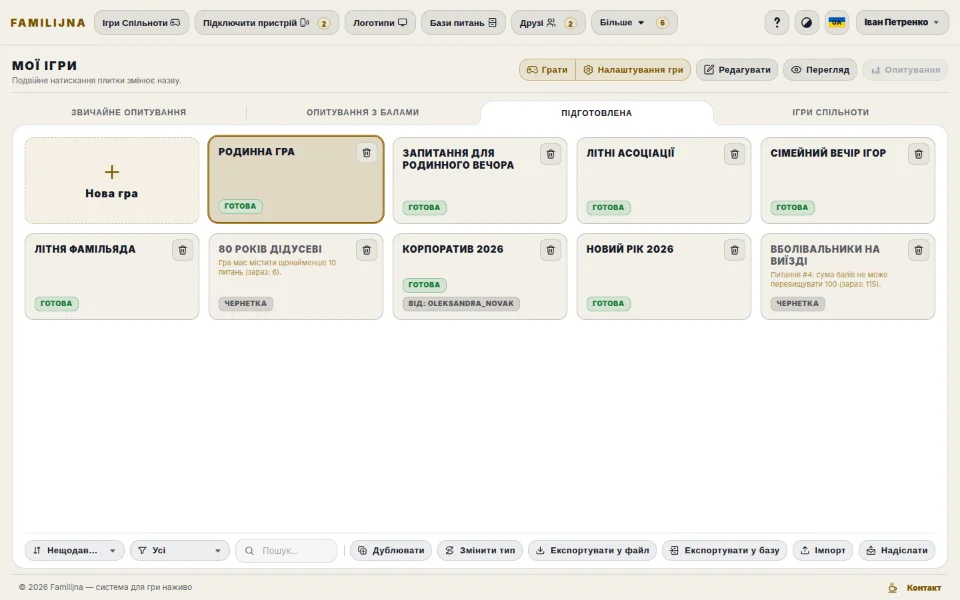 FAMILIJNA
Ігри Спільноти
Підключити пристрій 2
Логотипи
Бази питань
Друзі 2
Більше 6
?
UA
Іван Петренко
МОЇ ІГРИ
Подвійне натискання плитки змінює назву.
Грати
Налаштування гри
Редагувати
Перегляд
Опитування
ЗВИЧАЙНЕ ОПИТУВАННЯ
ОПИТУВАННЯ З БАЛАМИ
ПІДГОТОВЛЕНА
ІГРИ СПІЛЬНОТИ
Нова гра
РОДИННА ГРА
ГОТОВА
ЗАПИТАННЯ ДЛЯ
РОДИННОГО ВЕЧОРА
ГОТОВА
ЛІТНІ АСОЦІАЦІЇ
ГОТОВА
СІМЕЙНИЙ ВЕЧІР ІГОР
ГОТОВА
ЛІТНЯ ФАМІЛЬЯДА
ГОТОВА
80 РОКІВ ДІДУСЕВІ
Гра має містити щонайменше 10
питань (зараз: 6).
ЧЕРНЕТКА
КОРПОРАТИВ 2026
ГОТОВА
ВІД: OLEKSANDRA_NOVAK
НОВИЙ РІК 2026
ГОТОВА
ВБОЛІВАЛЬНИКИ НА
ВИЇЗДІ
Питання #4: сума балів не може
перевищувати 100 (зараз: 115).
ЧЕРНЕТКА
Нещодав...
Усі
Пошук...
Дублювати
Змінити тип
Експортувати у файл
Експортувати у базу
Імпорт
Надіслати
© 2026 Familijna — система для гри наживо
Контакт